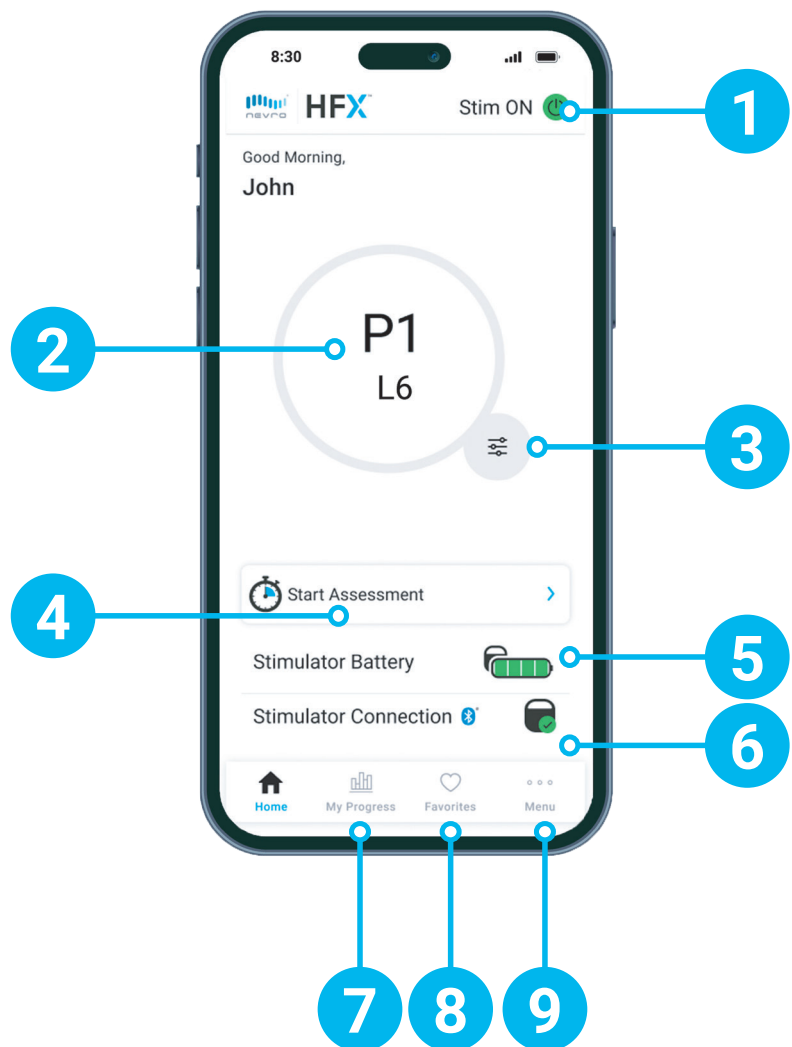 8:30
nevro HFX™ Stim ON
1
Good Morning,
John
2
P1
L6
3
4
Start Assessment
Stimulator Battery
5
Stimulator Connection
6
Home My Progress Favorites Menu
7 8 9